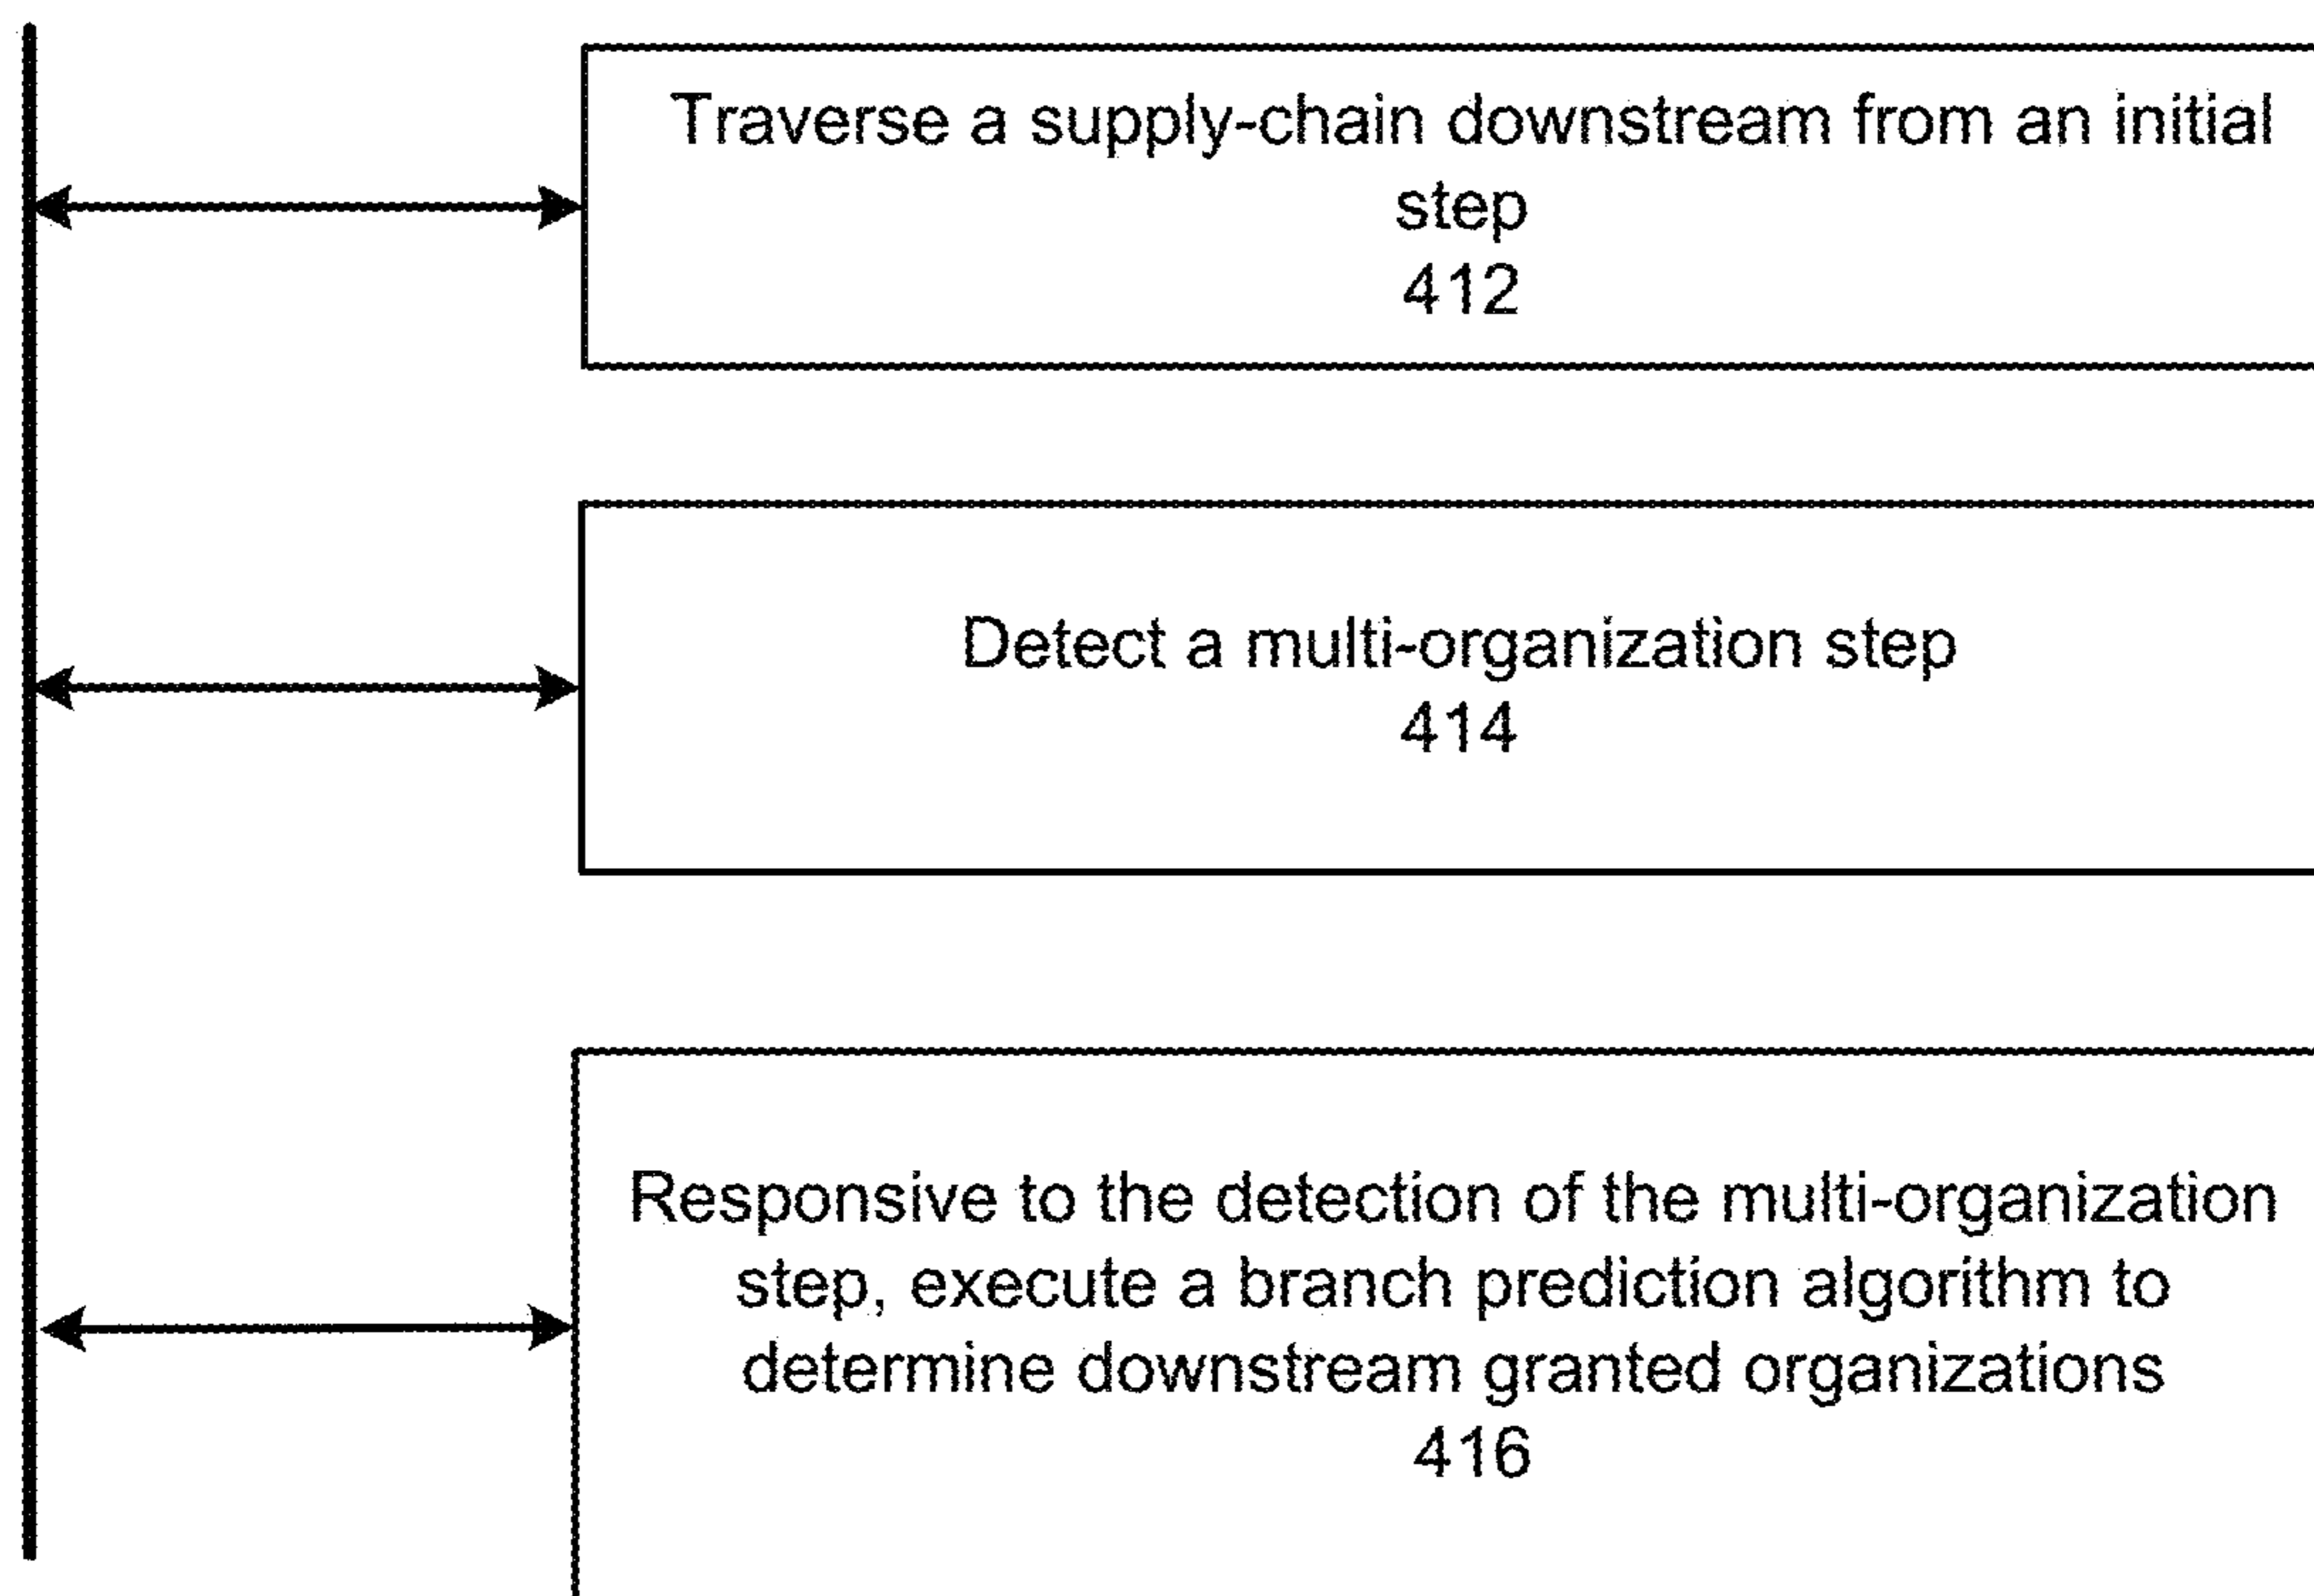 Traverse a supply-chain downstream from an initial
step
412
Detect a multi-organization step
414
Responsive to the detection of the multi-organization
step, execute a branch prediction algorithm to
determine downstream granted organizations
416